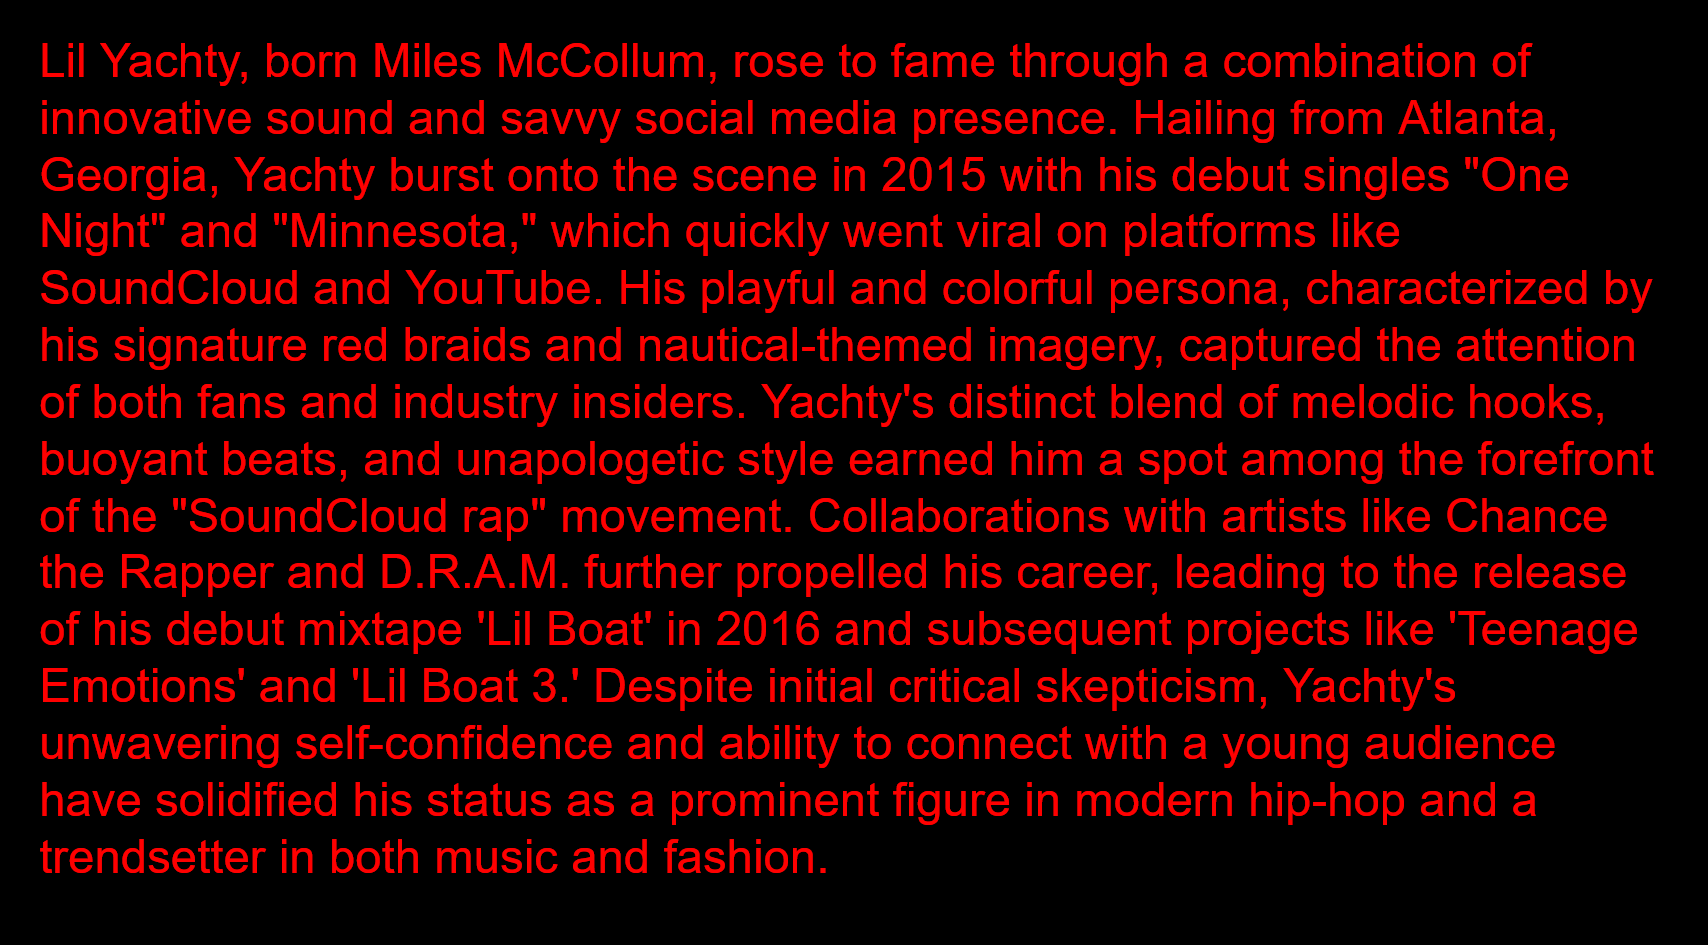 Lil Yachty, born Miles McCollum, rose to fame through a combination of
innovative sound and savvy social media presence. Hailing from Atlanta,
Georgia, Yachty burst onto the scene in 2015 with his debut singles "One
Night" and "Minnesota," which quickly went viral on platforms like
SoundCloud and YouTube. His playful and colorful persona, characterized by
his signature red braids and nautical-themed imagery, captured the attention
of both fans and industry insiders. Yachty's distinct blend of melodic hooks,
buoyant beats, and unapologetic style earned him a spot among the forefront
of the "SoundCloud rap" movement. Collaborations with artists like Chance
the Rapper and D.R.A.M. further propelled his career, leading to the release
of his debut mixtape 'Lil Boat' in 2016 and subsequent projects like 'Teenage
Emotions' and 'Lil Boat 3.' Despite initial critical skepticism, Yachty's
unwavering self-confidence and ability to connect with a young audience
have solidified his status as a prominent figure in modern hip-hop and a
trendsetter in both music and fashion.